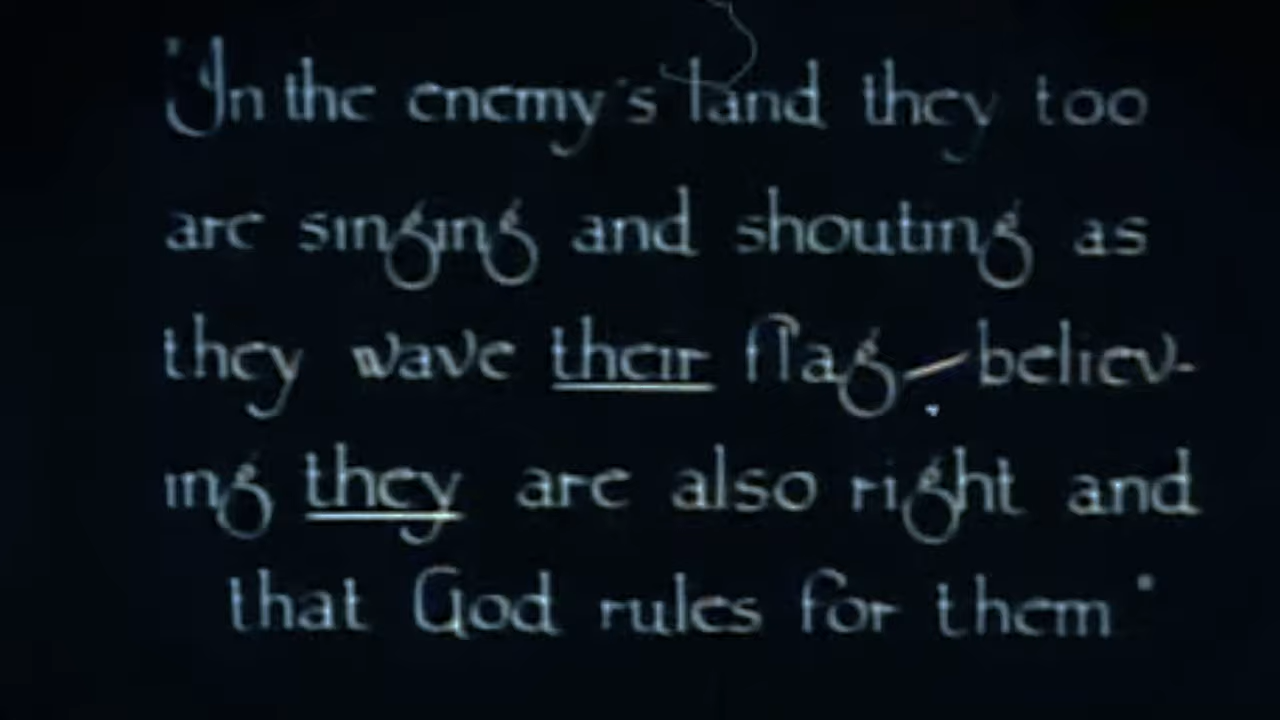 "In the enemy's land they too
are singing and shouting as
they wave their flag — believ-
ing they are also right and
that God rules for them"